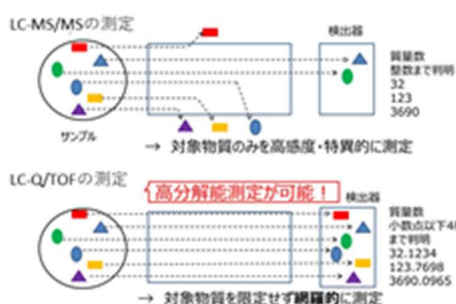 LC-MS/MSの測定
検出器
質量数
整数まで判明
32
123
3690
サンプル
→ 対象物質のみを高感度・特異的に測定
LC-Q/TOFの測定
高分解能測定が可能！
検出器
質量数
小数点以下4
まで判明
32.1234
123.7698
3690.0965
→ 対象物質を限定せず網羅的に測定